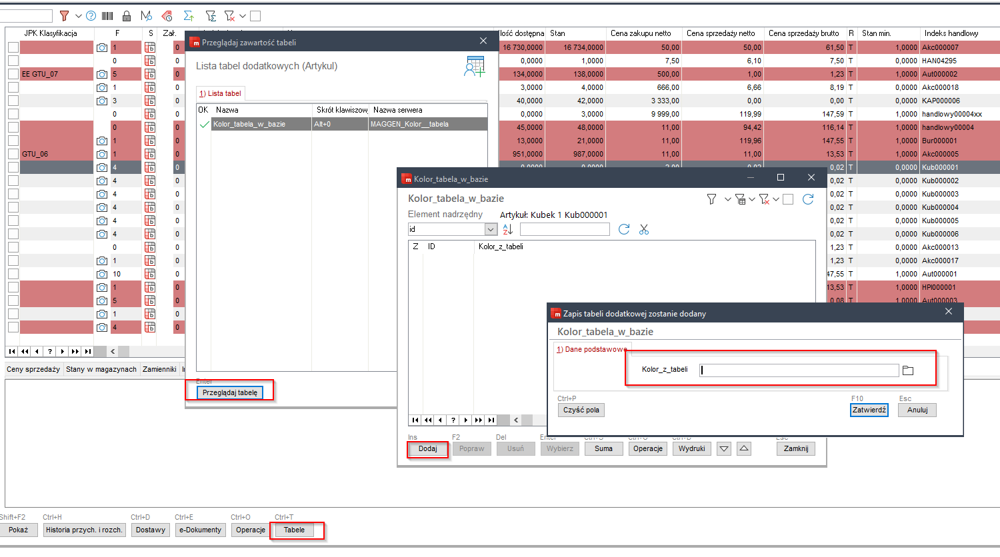 JPK Klasyfikacja F S Zak. Ilość dostępna Stan Cena zakupu netto Cena sprzedaży netto Cena sprzedaży brutto R Stan min. Indeks handlowy
1 0 16 730,0000 16 734,0000 50,00 50,00 61,50 T 1,0000 Akc000007
0 0 0,0000 1,0000 7,50 6,10 7,50 T 0,0000 HAN04295
EE GTU_07 5 0 134,0000 138,0000 500,00 1,00 1,23 T 1,0000 Aut000002
1 0 3,0000 4,0000 666,00 6,66 8,19 T 0,0000 Akc000018
3 0 40,0000 42,0000 3 333,00 0,00 0,00 T 0,0000 KAP000006
0 0 0,0000 3,0000 9 999,00 119,99 147,59 T 1,0000 handlowy00004xx
0 0 45,0000 48,0000 11,00 94,42 116,14 T 1,0000 handlowy00004
1 0 13,0000 21,0000 11,00 119,96 147,55 T 1,0000 Bur000001
GTU_06 1 0 951,0000 987,0000 11,00 11,00 13,53 T 1,0000 Akc000005
4 0 0,02 T 0,0000 Kub000001
4 0 0,02 T 0,0000 Kub000002
4 0 0,02 T 0,0000 Kub000003
4 0 0,02 T 0,0000 Kub000004
4 0 0,02 T 0,0000 Kub000005
4 0 0,02 T 0,0000 Kub000006
0 0 1,23 T 0,0000 Akc000013
1 0 1,23 T 0,0000 Akc000017
10 0 47,55 T 1,0000 Aut000001
1 0 13,53 T 1,0000 HPI000001
5 0 0,08 T 1,0000 Aut000003
1 0
4 0
Ceny sprzedaży Stany w magazynach Zamienniki
Shift+F2 Ctrl+H Ctrl+D Ctrl+E Ctrl+O Ctrl+T
Pokaż Historia przych. i rozch. Dostawy e-Dokumenty Operacje Tabele
Przeglądaj zawartość tabeli
Lista tabel dodatkowych (Artykul)
1) Lista tabel
OK Nazwa Skrót klawiszow Nazwa serwera
Kolor_tabela_w_bazie Alt+0 MAGGEN_Kolor__tabela
Enter
Przeglądaj tabelę
Kolor_tabela_w_bazie
Kolor_tabela_w_bazie
Element nadrzędny Artykuł: Kubek 1 Kub000001
id
Z ID Kolor_z_tabeli
Ins F2 Del Enter
Dodaj Popraw Usuń Wybierz Suma Operacje Wydruki Zamknij
Zapis tabeli dodatkowej zostanie dodany
Kolor_tabela_w_bazie
1) Dane podstawowe
Kolor_z_tabeli
Ctrl+P F10 Esc
Czyść pola Zatwierdź Anuluj